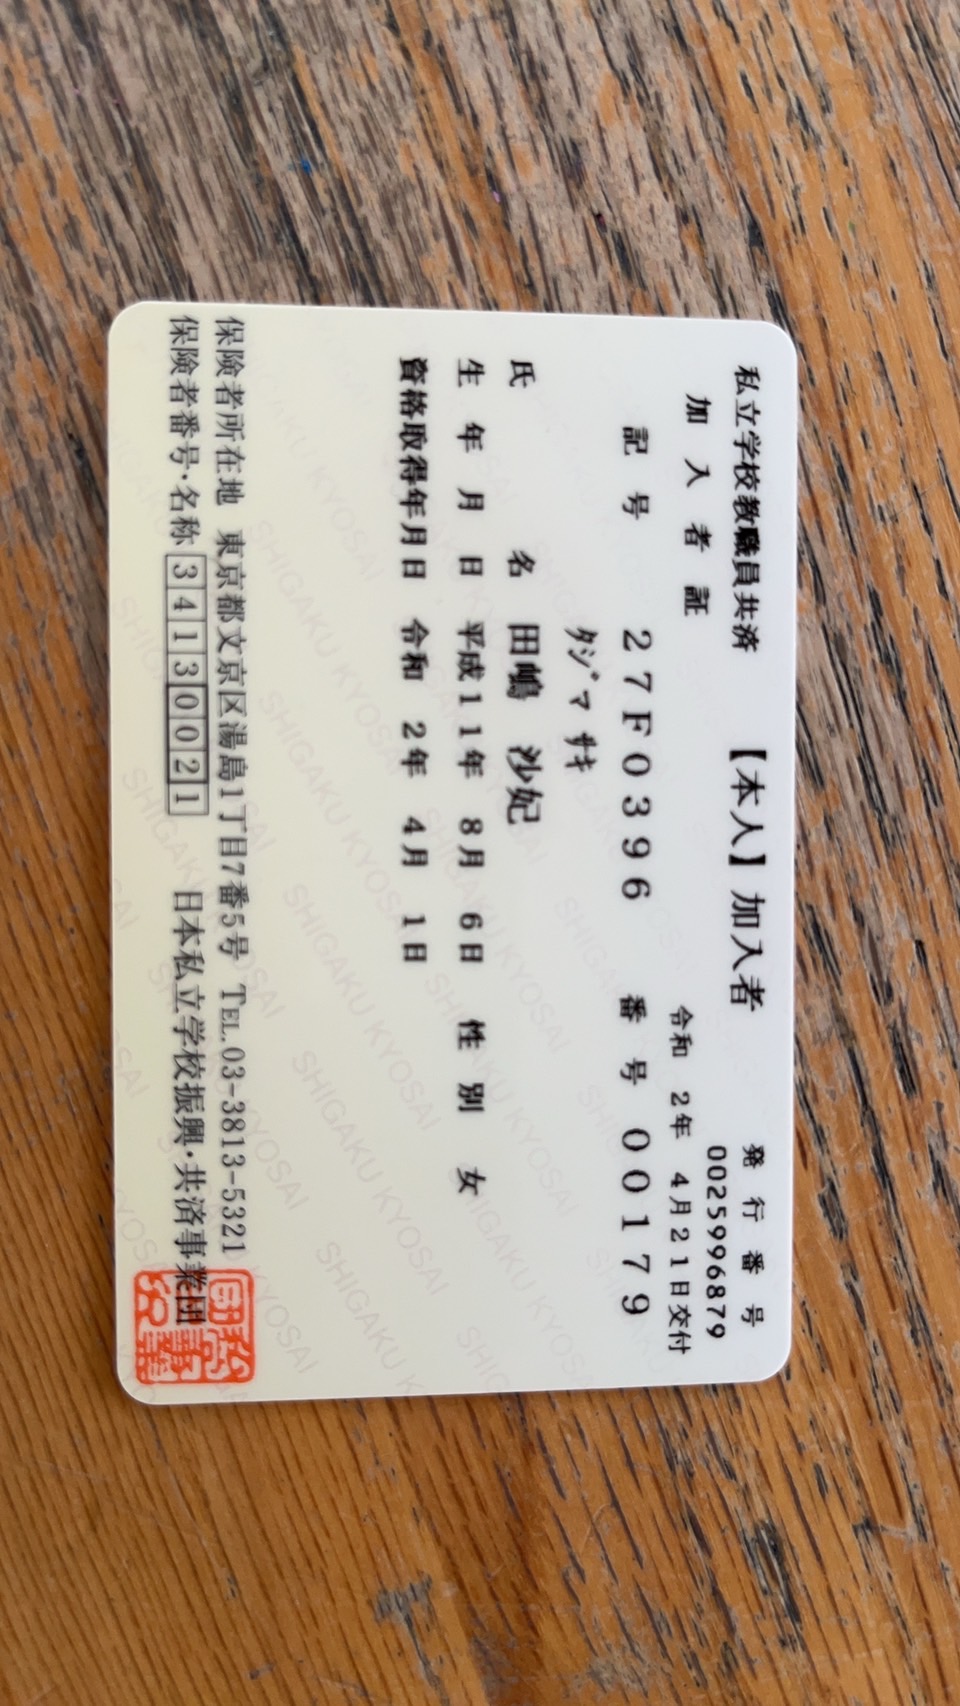 私立学校教職員共済 【本人】加入者 発行番号
加入者証 0025996879
令和 2年 4月21日交付
記号 27F0396 番号 00179
ﾀｼﾞﾏ ｻｷ
氏名 田嶋 沙妃
生年月日 平成11年 8月 6日 性別 女
資格取得年月日 令和 2年 4月 1日
保険者所在地 東京都文京区湯島1丁目7番5号 TEL.03-3813-5321
保険者番号・名称 34130021 日本私立学校振興・共済事業団
SHIGAKU KYOSAI